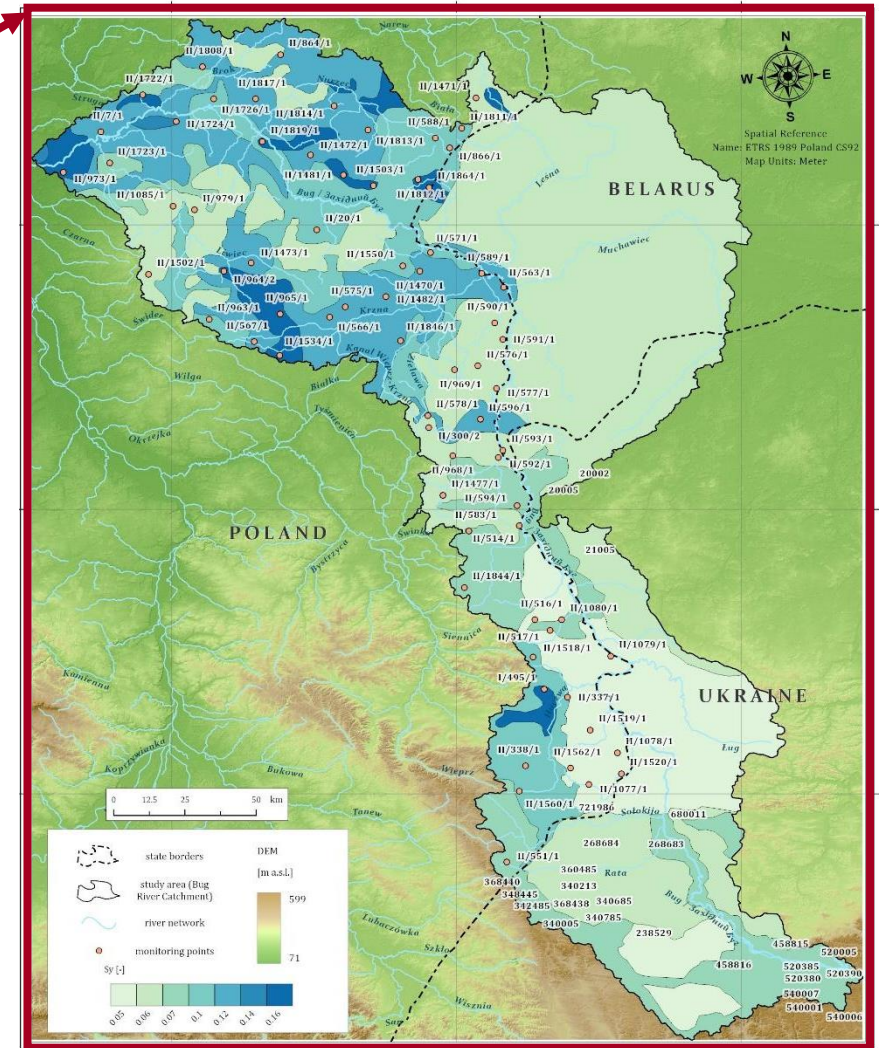 N
W
E
S
Spatial Reference
Name: ETRS 1989 Poland CS92
Map Units: Meter
Narew
II/1808/1
II/864/1
Brok
Nurzec
II/1722/1
II/1817/1
II/1471/1
Struga
II/1726/1
Biała
II/1811/1
II/7/1
II/1724/1
II/1814/1
II/588/1
II/1819/1
II/1813/1
II/1723/1
II/1472/1
II/866/1
II/973/1
II/1481/1
II/1503/1
II/1864/1
Leśna
BELARUS
II/1085/1
II/979/1
Bug / Західний Буг
II/1812/1
II/20/1
Czarna
II/571/1
Muchawiec
II/1502/1
II/1473/1
II/1550/1
II/589/1
II/964/2
II/563/1
II/575/1
II/1470/1
II/965/1
II/1482/1
II/963/1
Krzna
II/590/1
Świder
II/567/1
II/566/1
II/1846/1
II/1534/1
II/591/1
Kanał Wieprz-Krzna
II/576/1
Zielawa
Wilga
Białka
II/969/1
II/577/1
Tyśmienica
II/578/1
II/596/1
Okrzejka
II/300/2
II/593/1
II/592/1
II/968/1
20002
II/1477/1
20005
II/594/1
POLAND
II/583/1
Świnka
II/514/1
Bug / Західний Буг
21005
Bystrzyca
II/1844/1
II/516/1
II/1080/1
Siennica
II/517/1
II/1518/1
II/1079/1
I/495/1
Kamienna
II/337/1
UKRAINE
II/1519/1
Koprzywianka
II/338/1
II/1078/1
Ług
II/1562/1
Bukowa
Wieprz
II/1520/1
II/1077/1
0 12.5 25 50 km
Tanew
II/1560/1
721986
Sołokija
680011
268684
268683
II/551/1
Rata
state borders
DEM
[m a.s.l.]
360485
368440
study area (Bug
River Catchment)
599
348445
340213
342485
368438
340685
river network
Lubaczówka
340005
340785
Bug / Західний Буг
71
238529
monitoring points
Szkło
458815
520005
458816
520385
520390
Sy [-]
520380
Wisznia
540007
540001
San
540006
0.05 0.06 0.07 0.1 0.12 0.14 0.16